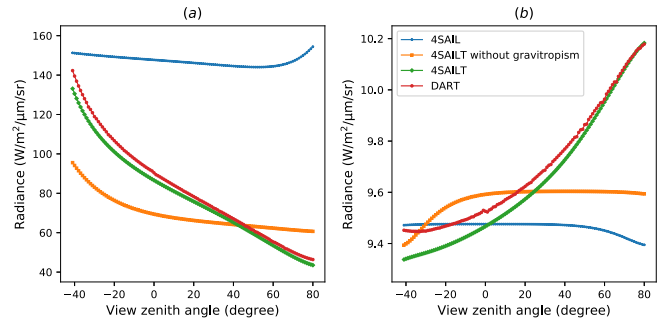 (a)
160
140
120
100
80
60
40
Radiance (W/m²/μm/sr)
−40 −20 0 20 40 60 80
View zenith angle (degree)
(b)
4SAIL
4SAILT without gravitropism
4SAILT
DART
10.2
10.0
9.8
9.6
9.4
Radiance (W/m²/μm/sr)
−40 −20 0 20 40 60 80
View zenith angle (degree)